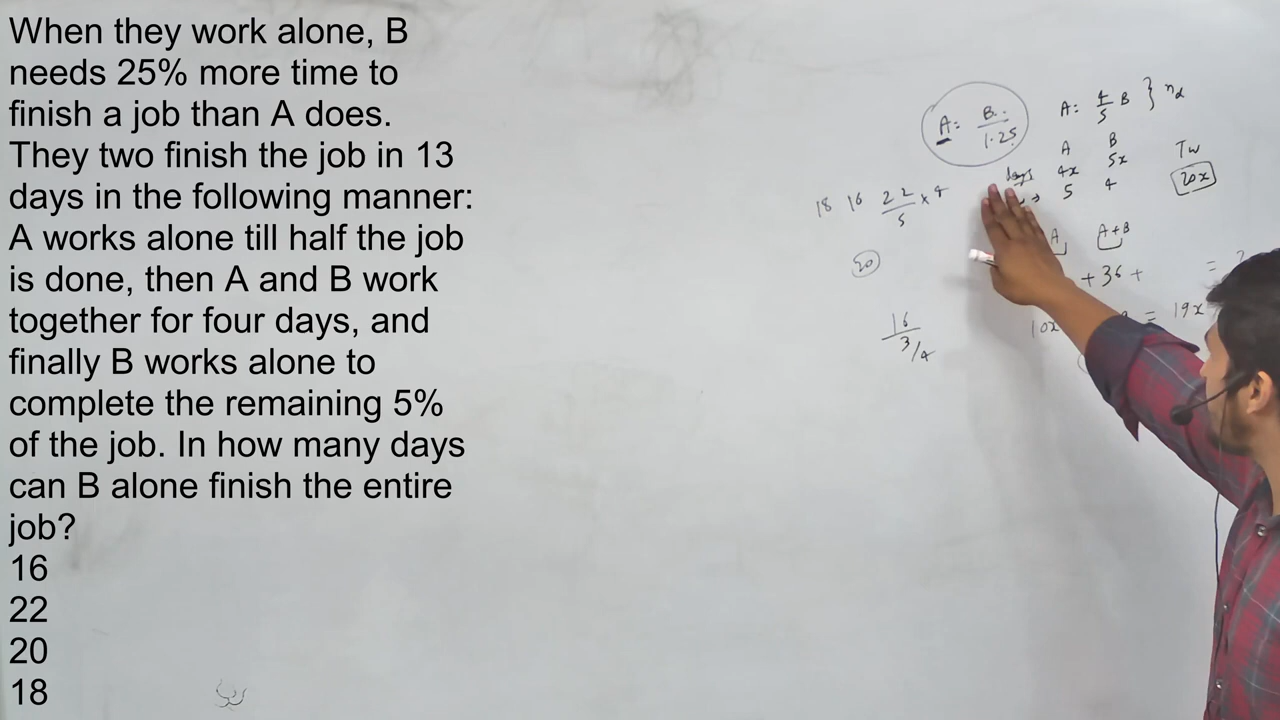 When they work alone, B
needs 25% more time to
finish a job than A does.
They two finish the job in 13
days in the following manner:
A works alone till half the job
is done, then A and B work
together for four days, and
finally B works alone to
complete the remaining 5%
of the job. In how many days
can B alone finish the entire
job?
16
22
20
18
A = B / 1.25
A = 4/5 B }
A B
days 4x 5x Tw
5 4 20x
18 16 22/5 × 4
A A+B
20
+ 36 + =
16
3/4
10x = 19x